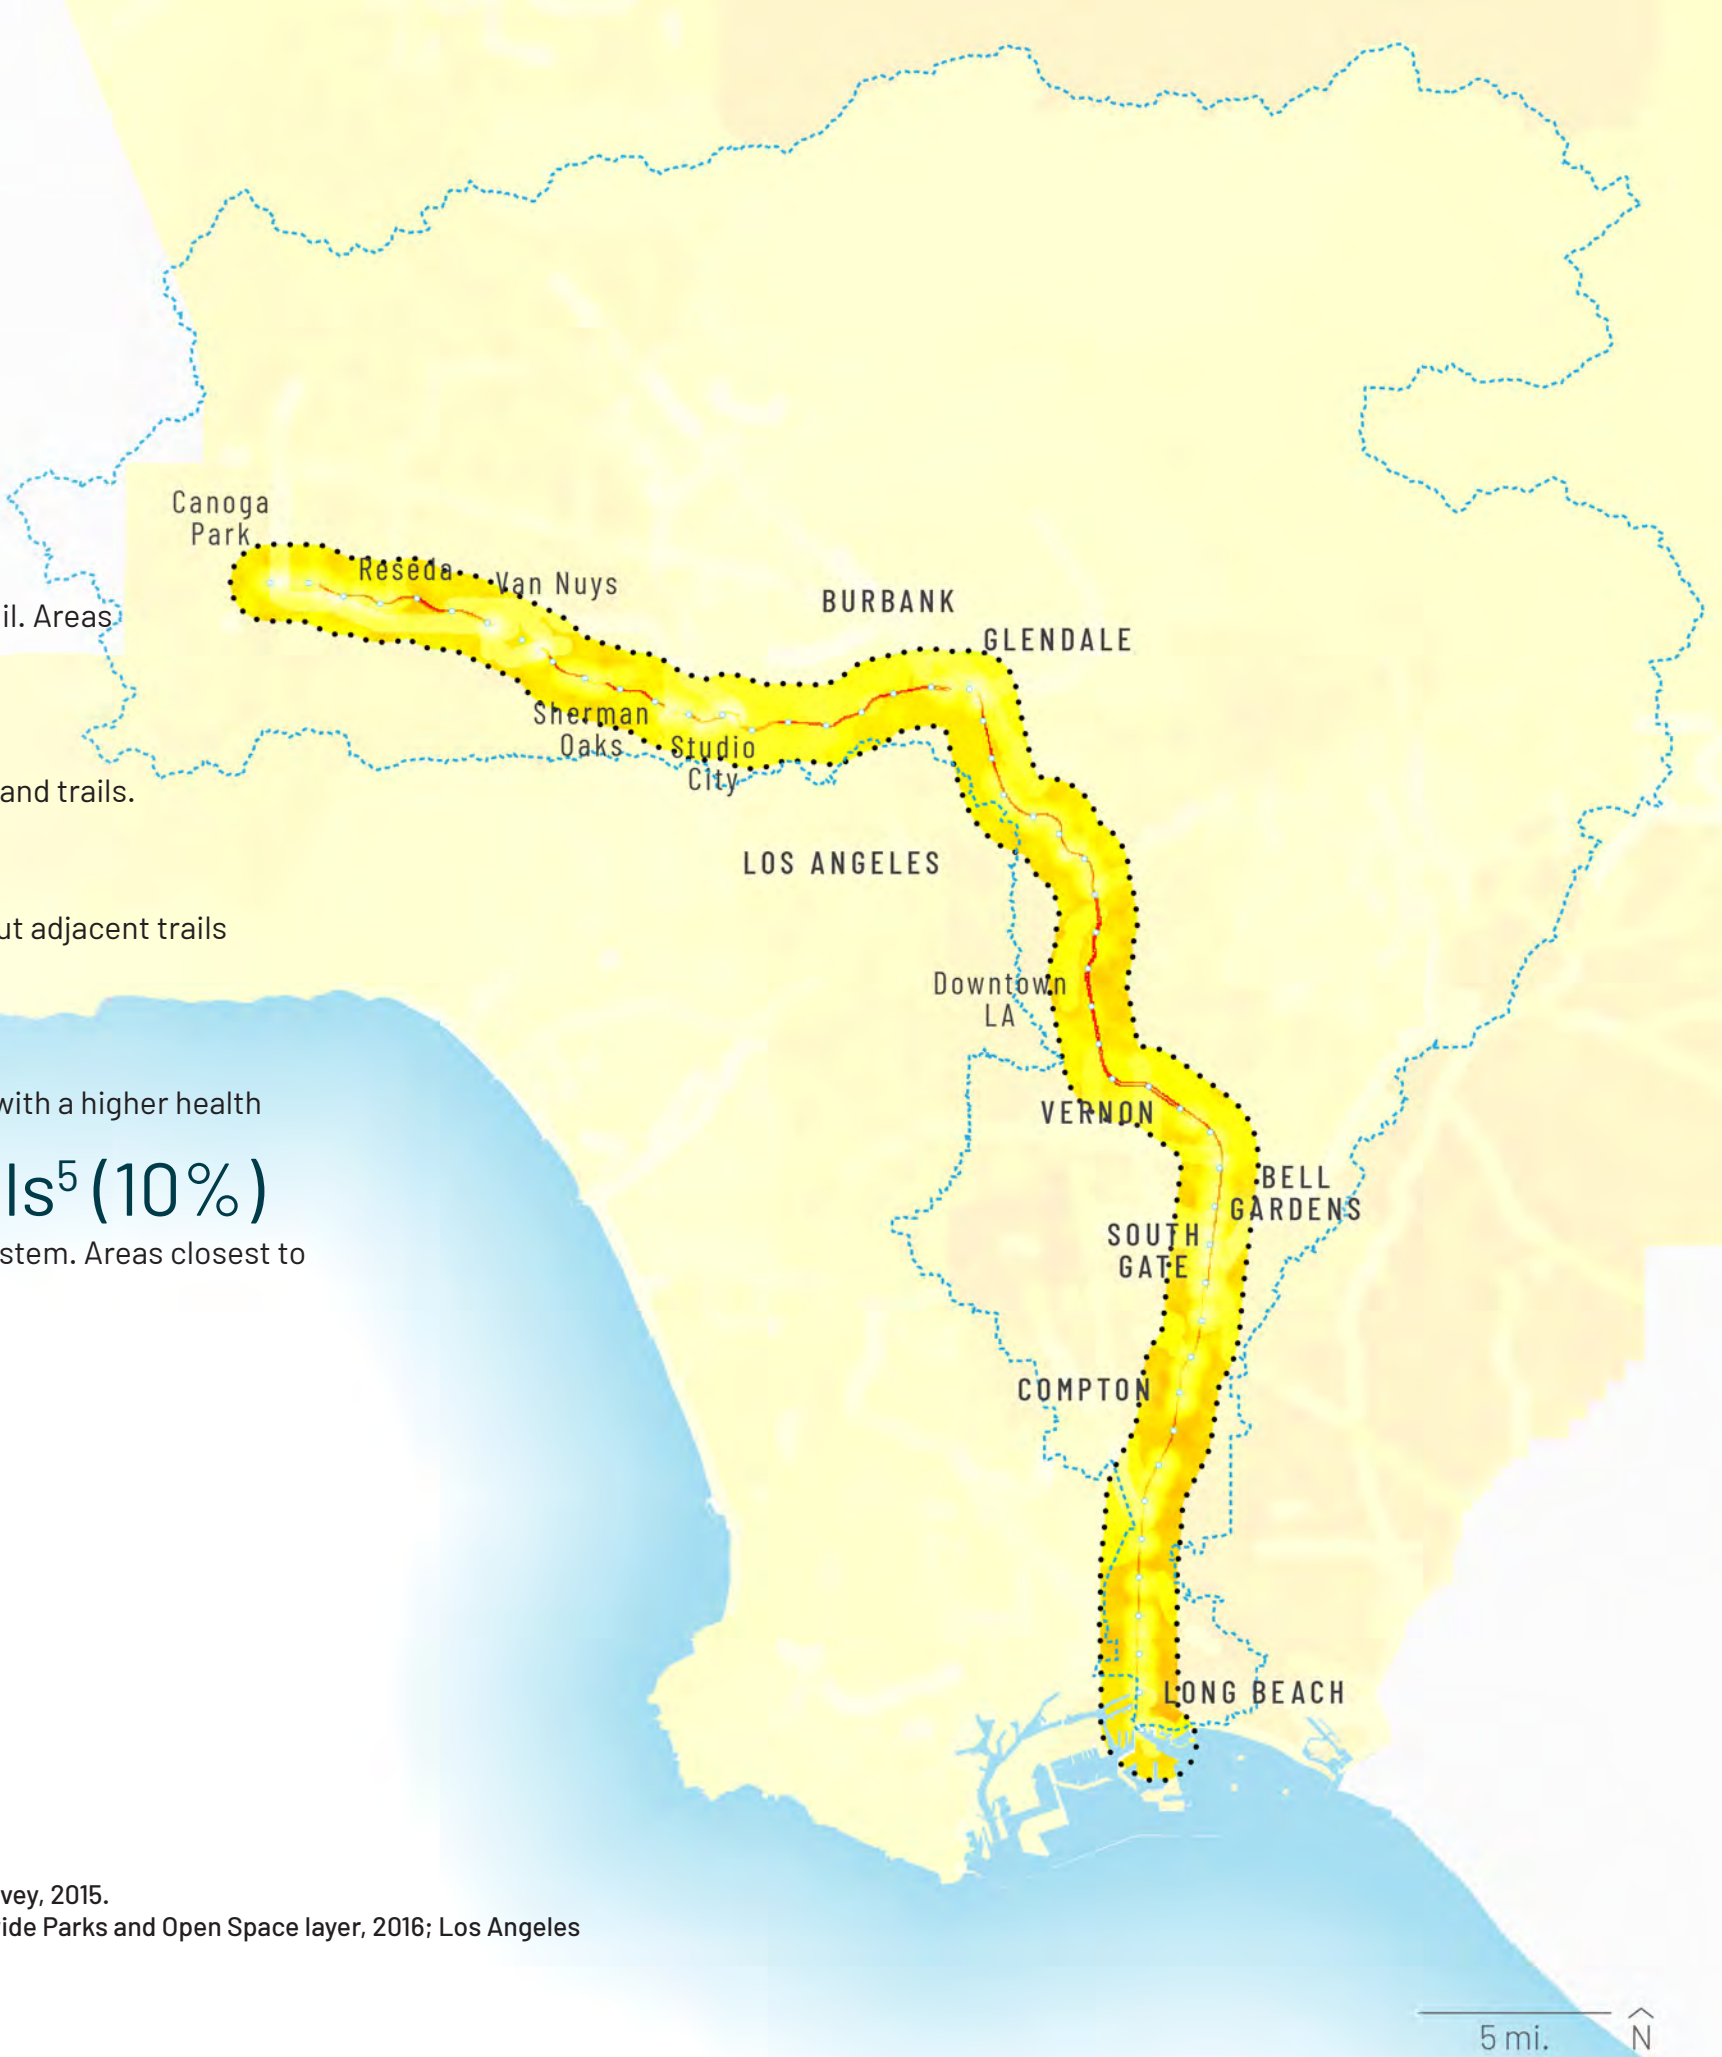 Canoga
Park
Reseda
Van Nuys
BURBANK
il. Areas
GLENDALE
Sherman
Oaks
Studio
City
and trails.
LOS ANGELES
ut adjacent trails
Downtown
LA
with a higher health
VERNON
ls⁵ (10%)
BELL
GARDENS
stem. Areas closest to
SOUTH
GATE
COMPTON
LONG BEACH
vey, 2015.
ide Parks and Open Space layer, 2016; Los Angeles
5 mi.
N